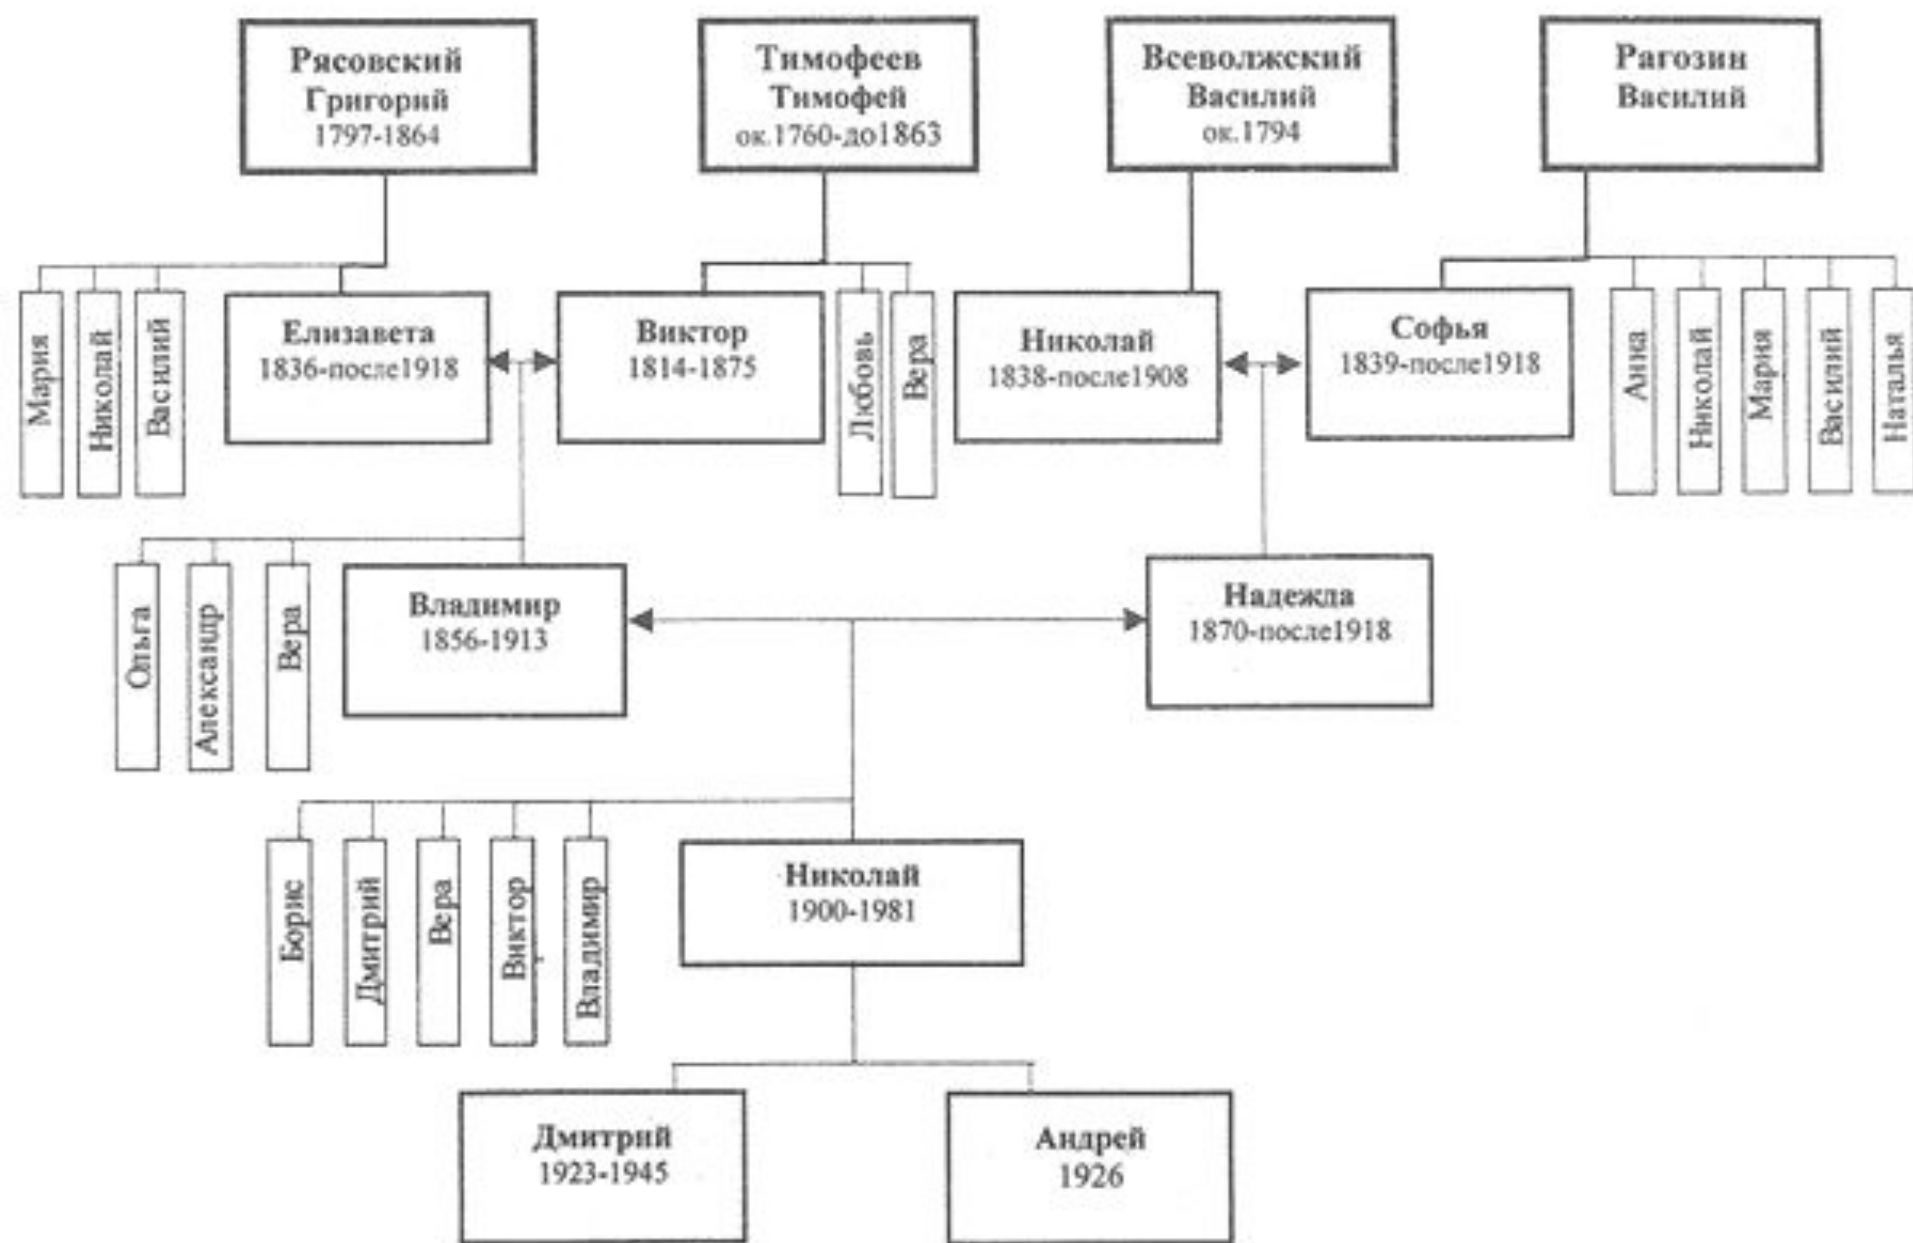 Рясовский
Григорий
1797-1864
Тимофеев
Тимофей
ок.1760-до1863
Всеволжский
Василий
ок.1794
Рагозин
Василий
Мария
Николай
Василий
Елизавета
1836-после1918
Виктор
1814-1875
Любовь
Вера
Николай
1838-после1908
Софья
1839-после1918
Анна
Николай
Мария
Василий
Наталья
Ольга
Александр
Вера
Владимир
1856-1913
Надежда
1870-после1918
Борис
Дмитрий
Вера
Виктор
Владимир
Николай
1900-1981
Дмитрий
1923-1945
Андрей
1926